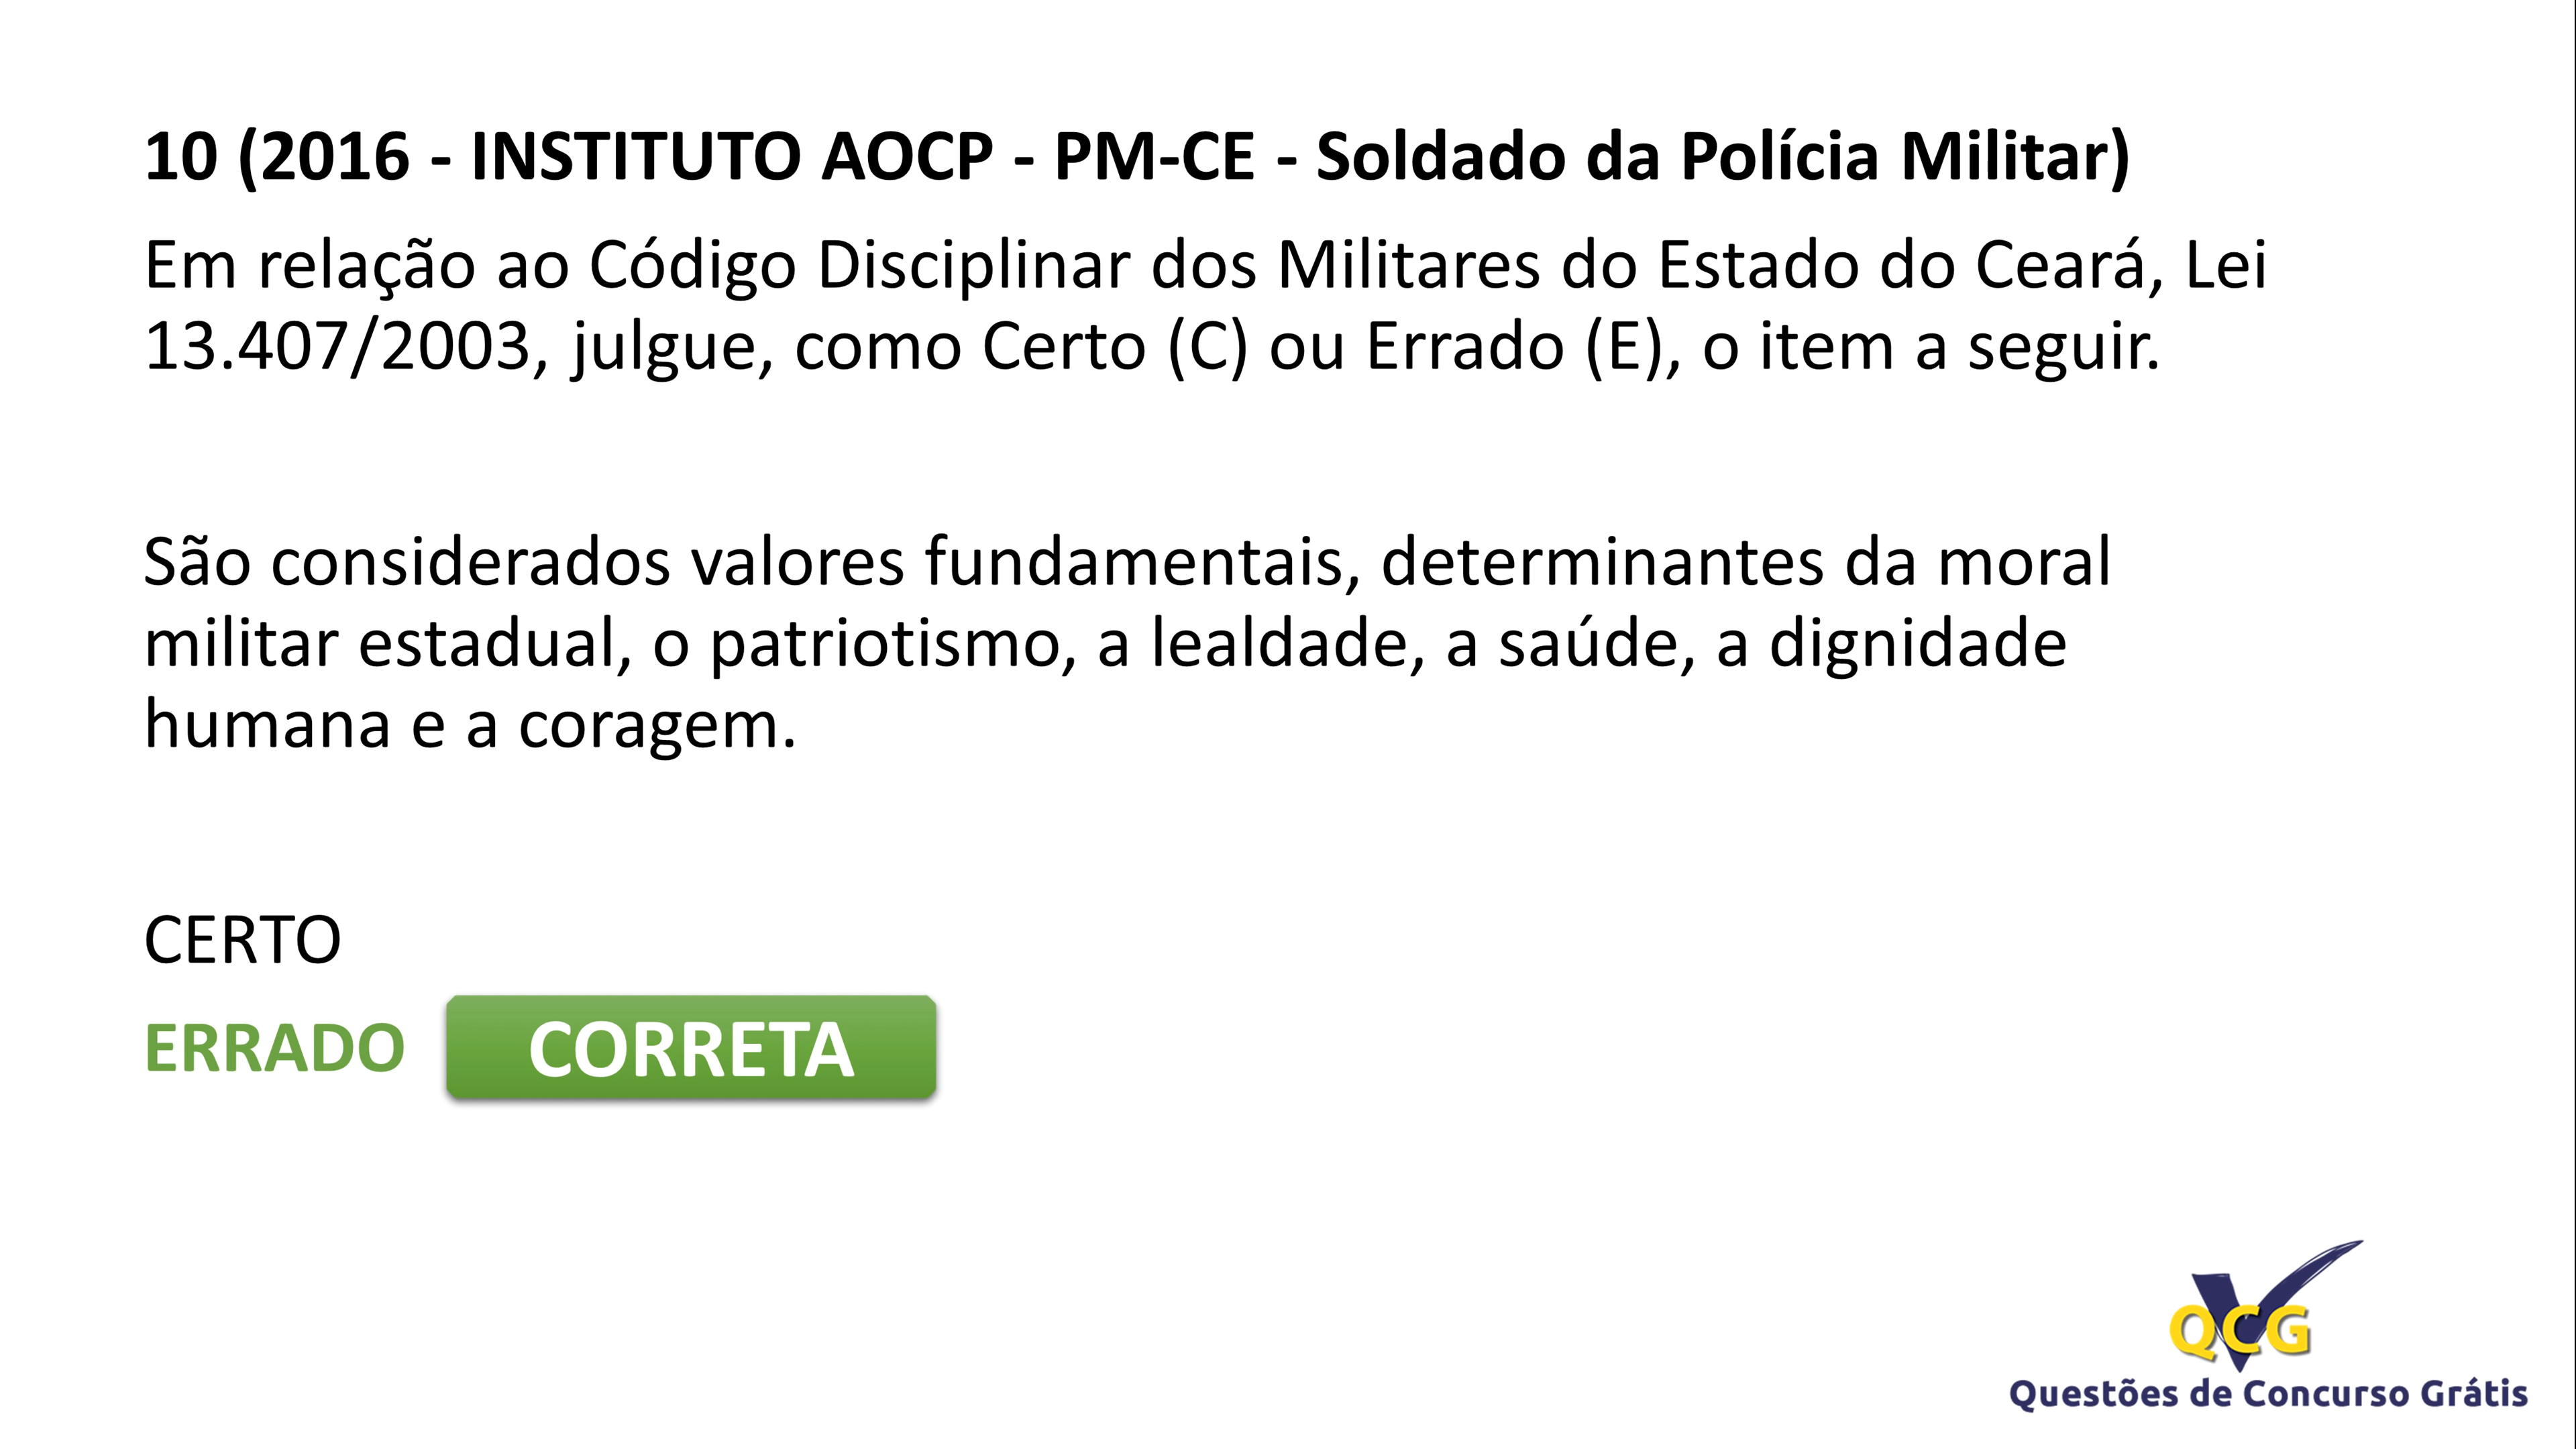 10 (2016 - INSTITUTO AOCP - PM-CE - Soldado da Polícia Militar)
Em relação ao Código Disciplinar dos Militares do Estado do Ceará, Lei
13.407/2003, julgue, como Certo (C) ou Errado (E), o item a seguir.
São considerados valores fundamentais, determinantes da moral
militar estadual, o patriotismo, a lealdade, a saúde, a dignidade
humana e a coragem.
CERTO
ERRADO CORRETA
QCG
Questões de Concurso Grátis